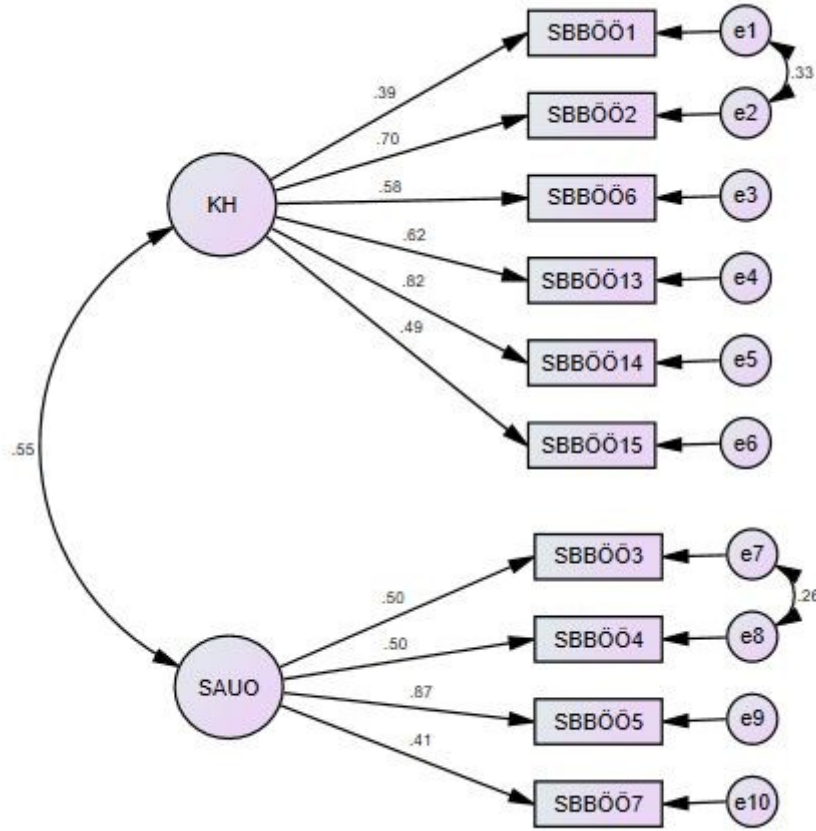 SBBÖÖ1
e1
.33
.39
SBBÖÖ2
e2
.70
KH
.58
SBBÖÖ6
e3
.62
SBBÖÖ13
e4
.82
.49
SBBÖÖ14
e5
SBBÖÖ15
e6
.55
SBBÖÖ3
e7
.26
.50
SBBÖÖ4
e8
.50
SAUO
.87
SBBÖÖ5
e9
.41
SBBÖÖ7
e10